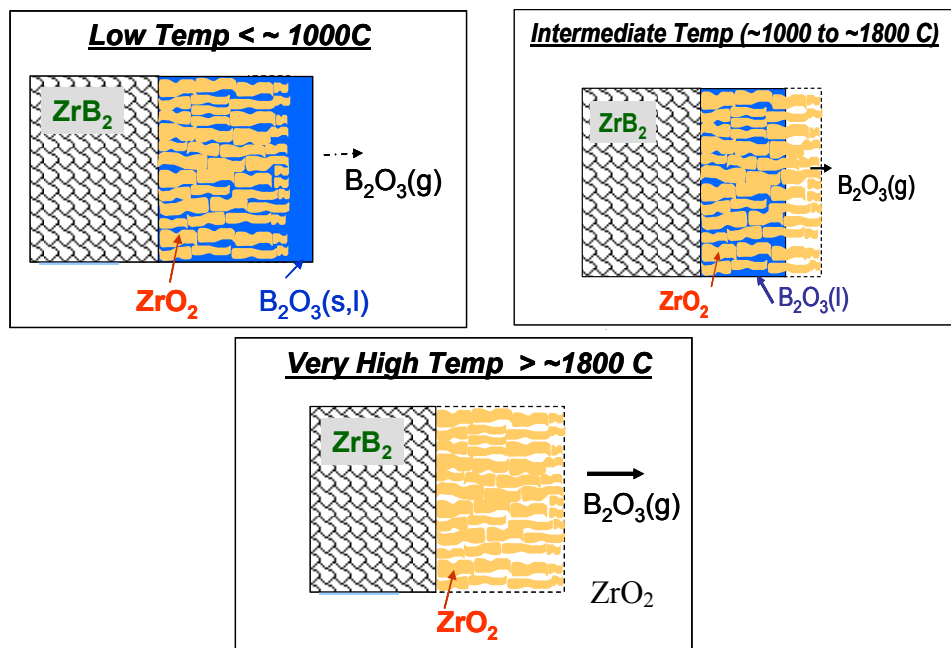 Low Temp < ~ 1000C
ZrB₂
B₂O₃(g)
ZrO₂
B₂O₃(s,l)
Intermediate Temp (~1000 to ~1800 C)
ZrB₂
B₂O₃(g)
ZrO₂
B₂O₃(l)
Very High Temp > ~1800 C
ZrB₂
B₂O₃(g)
ZrO₂
ZrO₂